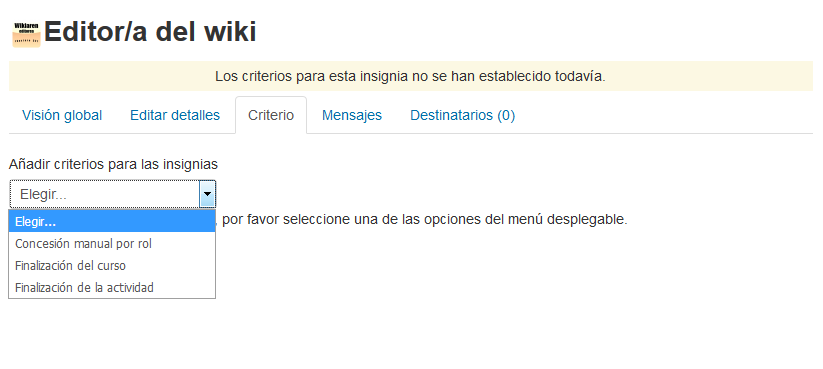 Wikiaren
editorea
Editor/a del wiki
Los criterios para esta insignia no se han establecido todavía.
Visión global
Editar detalles
Criterio
Mensajes
Destinatarios (0)
Añadir criterios para las insignias
Elegir...
Elegir...
, por favor seleccione una de las opciones del menú desplegable.
Concesión manual por rol
Finalización del curso
Finalización de la actividad